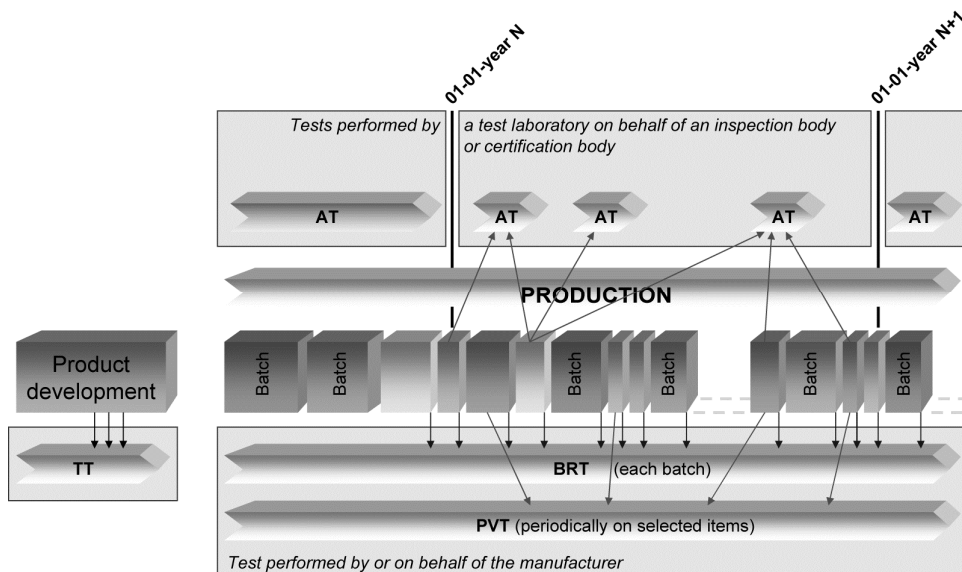 01-01-year N
01-01-year N+1
Tests performed by
a test laboratory on behalf of an inspection body
or certification body
AT
AT
AT
AT
AT
PRODUCTION
Product
development
Batch
Batch
Batch
Batch
Batch
Batch
TT
BRT (each batch)
PVT (periodically on selected items)
Test performed by or on behalf of the manufacturer